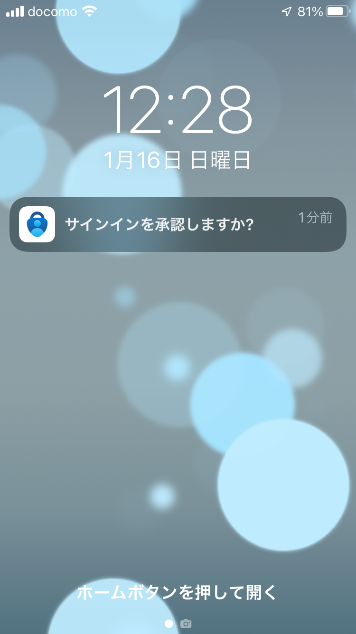 docomo 81%
12:28
1月16日 日曜日
サインインを承認しますか? 1分前
ホームボタンを押して開く